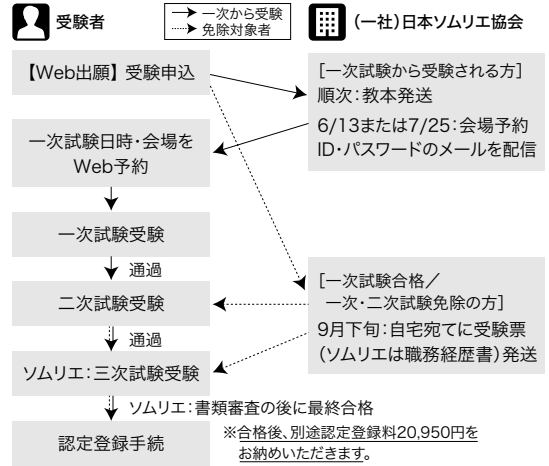 受験者
一次から受験
免除対象者
(一社)日本ソムリエ協会
【Web出願】受験申込
[一次試験から受験される方]
順次：教本発送
6/13または7/25：会場予約
ID・パスワードのメールを配信
一次試験日時・会場を
Web予約
一次試験受験
通過
二次試験受験
[一次試験合格／
一次・二次試験免除の方]
9月下旬：自宅宛てに受験票
(ソムリエは職務経歴書)発送
通過
ソムリエ：三次試験受験
ソムリエ：書類審査の後に最終合格
認定登録手続
※合格後、別途認定登録料20,950円を
お納めいただきます。